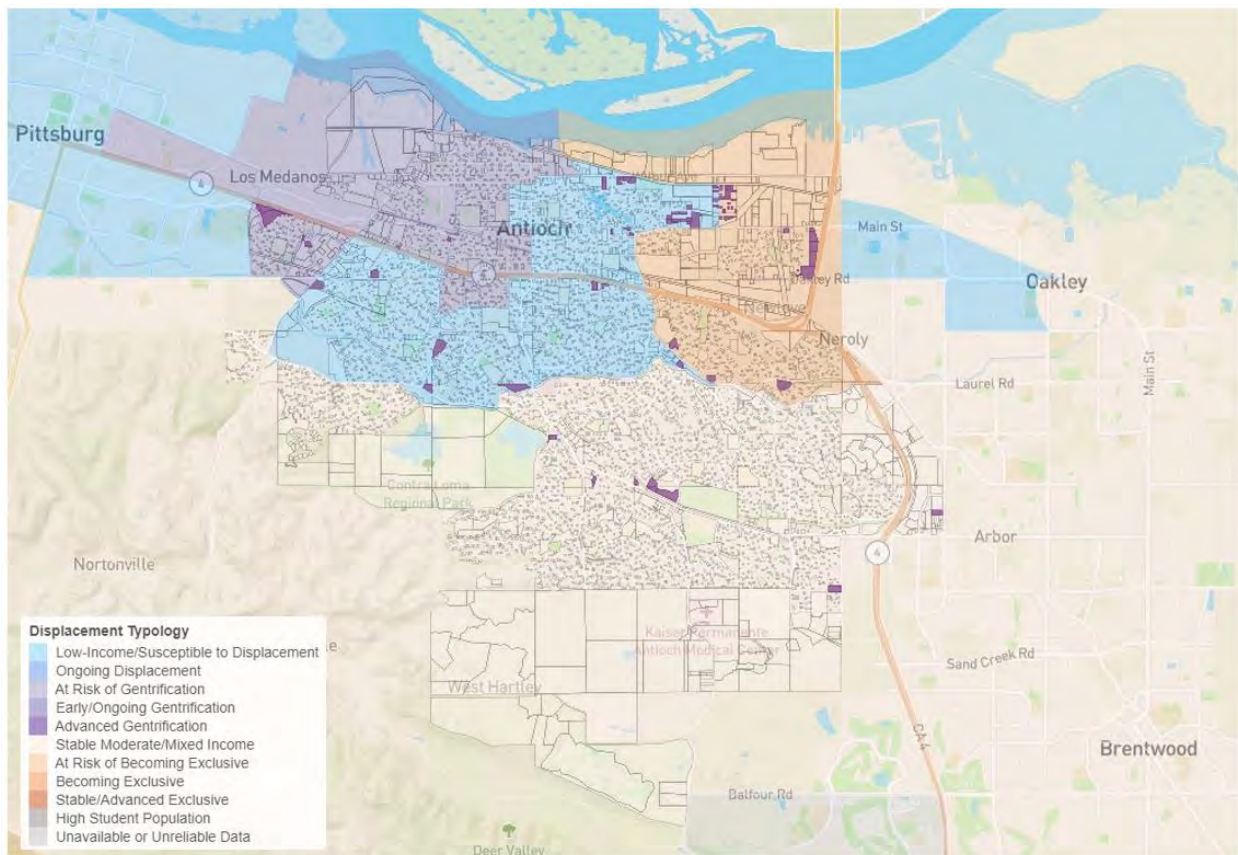 Pittsburg
4
Los Medanos
Antioch
Main St
Oakley
Oakley Rd
Neroly
Laurel Rd
Main St
Contra Loma
Regional Park
Arbor
4
Nortonville
Kaiser Permanente
Antioch Medical Center
Sand Creek Rd
West Hartley
CA 4
Brentwood
Balfour Rd
Deer Valley
Displacement Typology
Low-Income/Susceptible to Displacement
Ongoing Displacement
At Risk of Gentrification
Early/Ongoing Gentrification
Advanced Gentrification
Stable Moderate/Mixed Income
At Risk of Becoming Exclusive
Becoming Exclusive
Stable/Advanced Exclusive
High Student Population
Unavailable or Unreliable Data